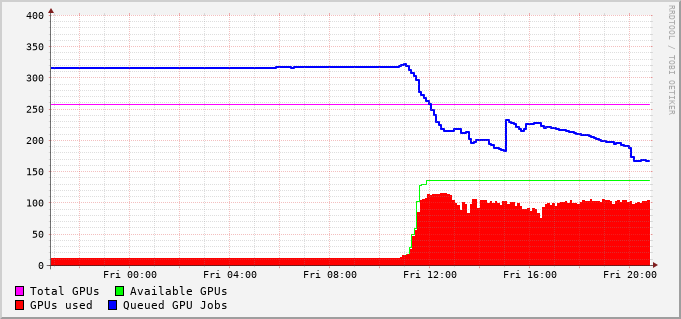 400
350
300
250
200
150
100
50
0
Fri 00:00 Fri 04:00 Fri 08:00 Fri 12:00 Fri 16:00 Fri 20:00
Total GPUs Available GPUs
GPUs used Queued GPU Jobs
RRDTOOL / TOBI OETIKER